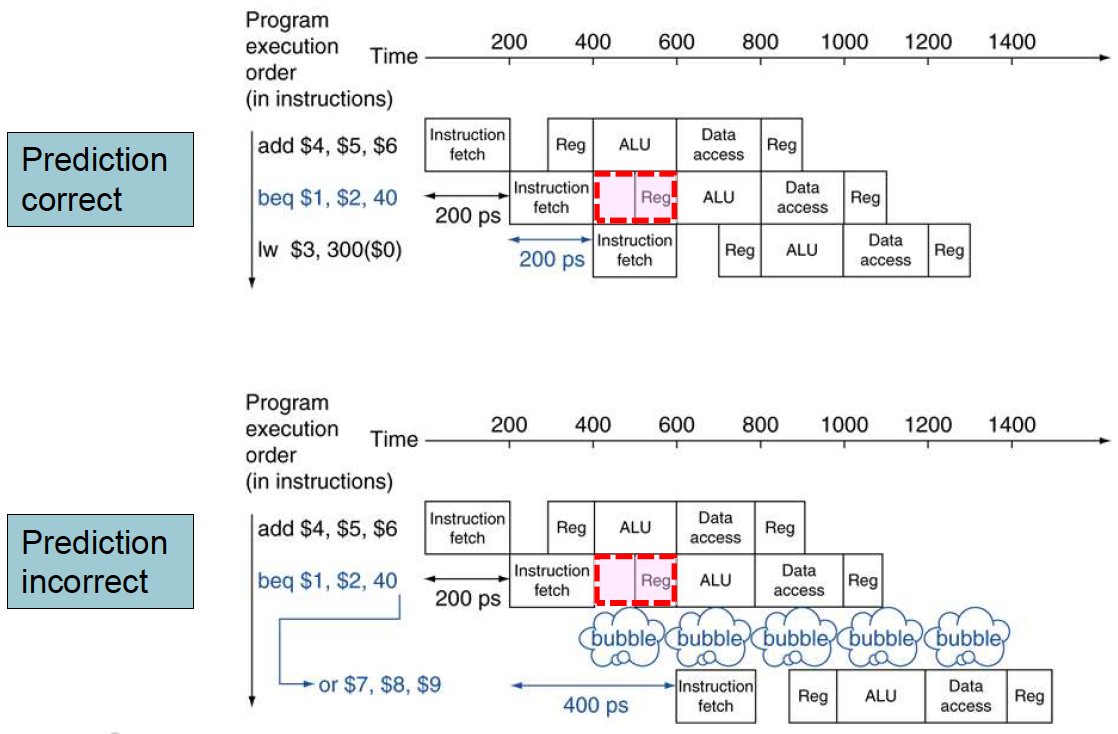 Program
execution
order
(in instructions)
Time
200 400 600 800 1000 1200 1400
Prediction
correct
add $4, $5, $6
Instruction
fetch
Reg
ALU
Data
access
Reg
beq $1, $2, 40
200 ps
Instruction
fetch
Reg
ALU
Data
access
Reg
lw $3, 300($0)
200 ps
Instruction
fetch
Reg
ALU
Data
access
Reg
Program
execution
order
(in instructions)
Time
200 400 600 800 1000 1200 1400
Prediction
incorrect
add $4, $5, $6
Instruction
fetch
Reg
ALU
Data
access
Reg
beq $1, $2, 40
200 ps
Instruction
fetch
Reg
ALU
Data
access
Reg
bubble bubble bubble bubble bubble
or $7, $8, $9
400 ps
Instruction
fetch
Reg
ALU
Data
access
Reg